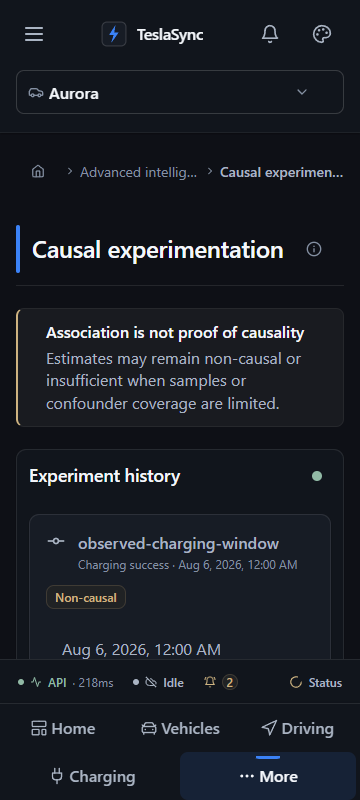 TeslaSync
Aurora
Advanced intellig... Causal experimen...
Causal experimentation
Association is not proof of causality
Estimates may remain non-causal or
insufficient when samples or
confounder coverage are limited.
Experiment history
observed-charging-window
Charging success · Aug 6, 2026, 12:00 AM
Non-causal
Aug 6, 2026, 12:00 AM
API · 218ms Idle 2 Status
Home Vehicles Driving
Charging More